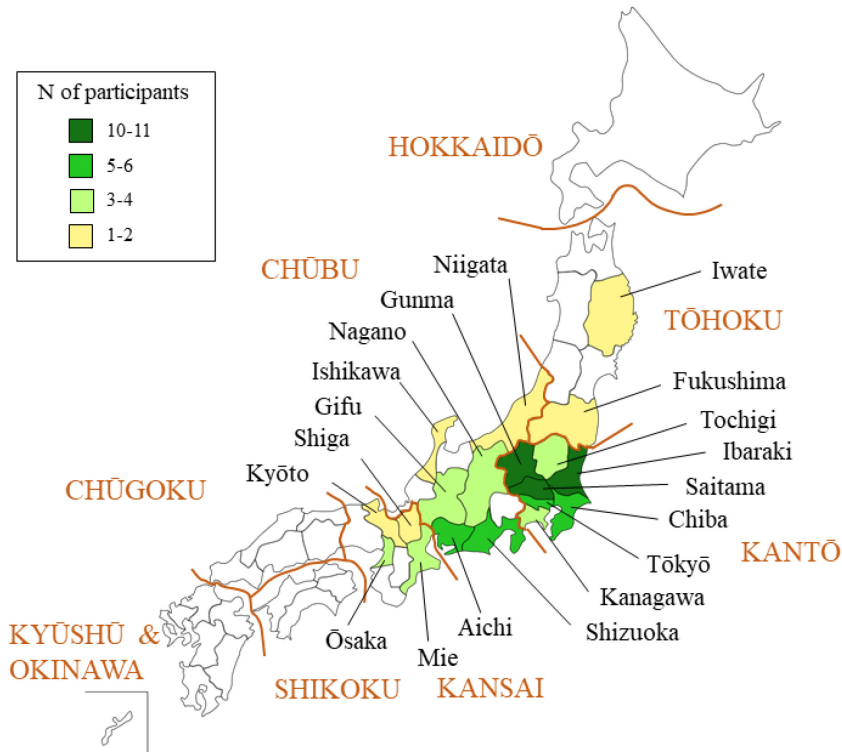 N of participants
10-11
5-6
3-4
1-2
HOKKAIDŌ
CHŪBU
Niigata
Iwate
Gunma
TŌHOKU
Nagano
Ishikawa
Fukushima
Gifu
Tochigi
Shiga
Ibaraki
Kyōto
Saitama
CHŪGOKU
Chiba
KANTŌ
Tōkyō
Kanagawa
Aichi
Shizuoka
Ōsaka
Mie
KYŪSHŪ &
OKINAWA
SHIKOKU
KANSAI